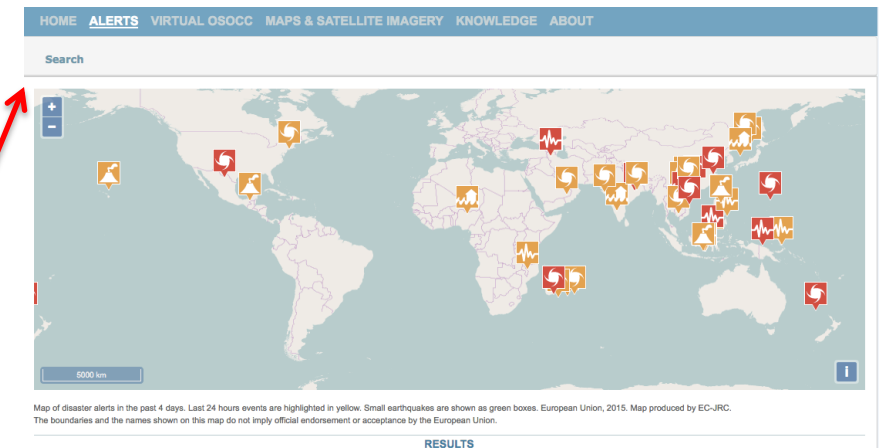 HOME ALERTS VIRTUAL OSOCC MAPS & SATELLITE IMAGERY KNOWLEDGE ABOUT
Search
+
−
5000 km
i
Map of disaster alerts in the past 4 days. Last 24 hours events are highlighted in yellow. Small earthquakes are shown as green boxes. European Union, 2015. Map produced by EC-JRC.
The boundaries and the names shown on this map do not imply official endorsement or acceptance by the European Union.
RESULTS